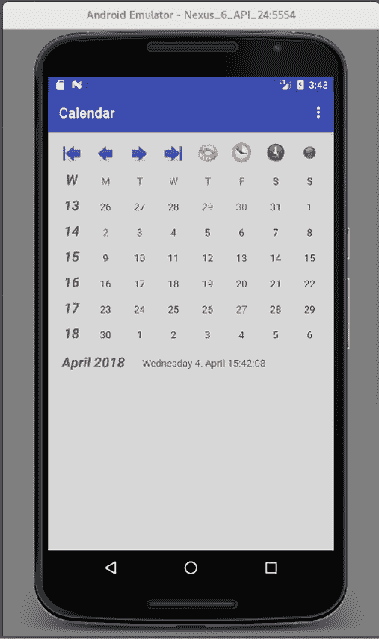 Android Emulator - Nexus_6_API_24:5554
Calendar
W M T W T F S S
13 26 27 28 29 30 31 1
14 2 3 4 5 6 7 8
15 9 10 11 12 13 14 15
16 16 17 18 19 20 21 22
17 23 24 25 26 27 28 29
18 30 1 2 3 4 5 6
April 2018 Wednesday 4. April 15:42:08